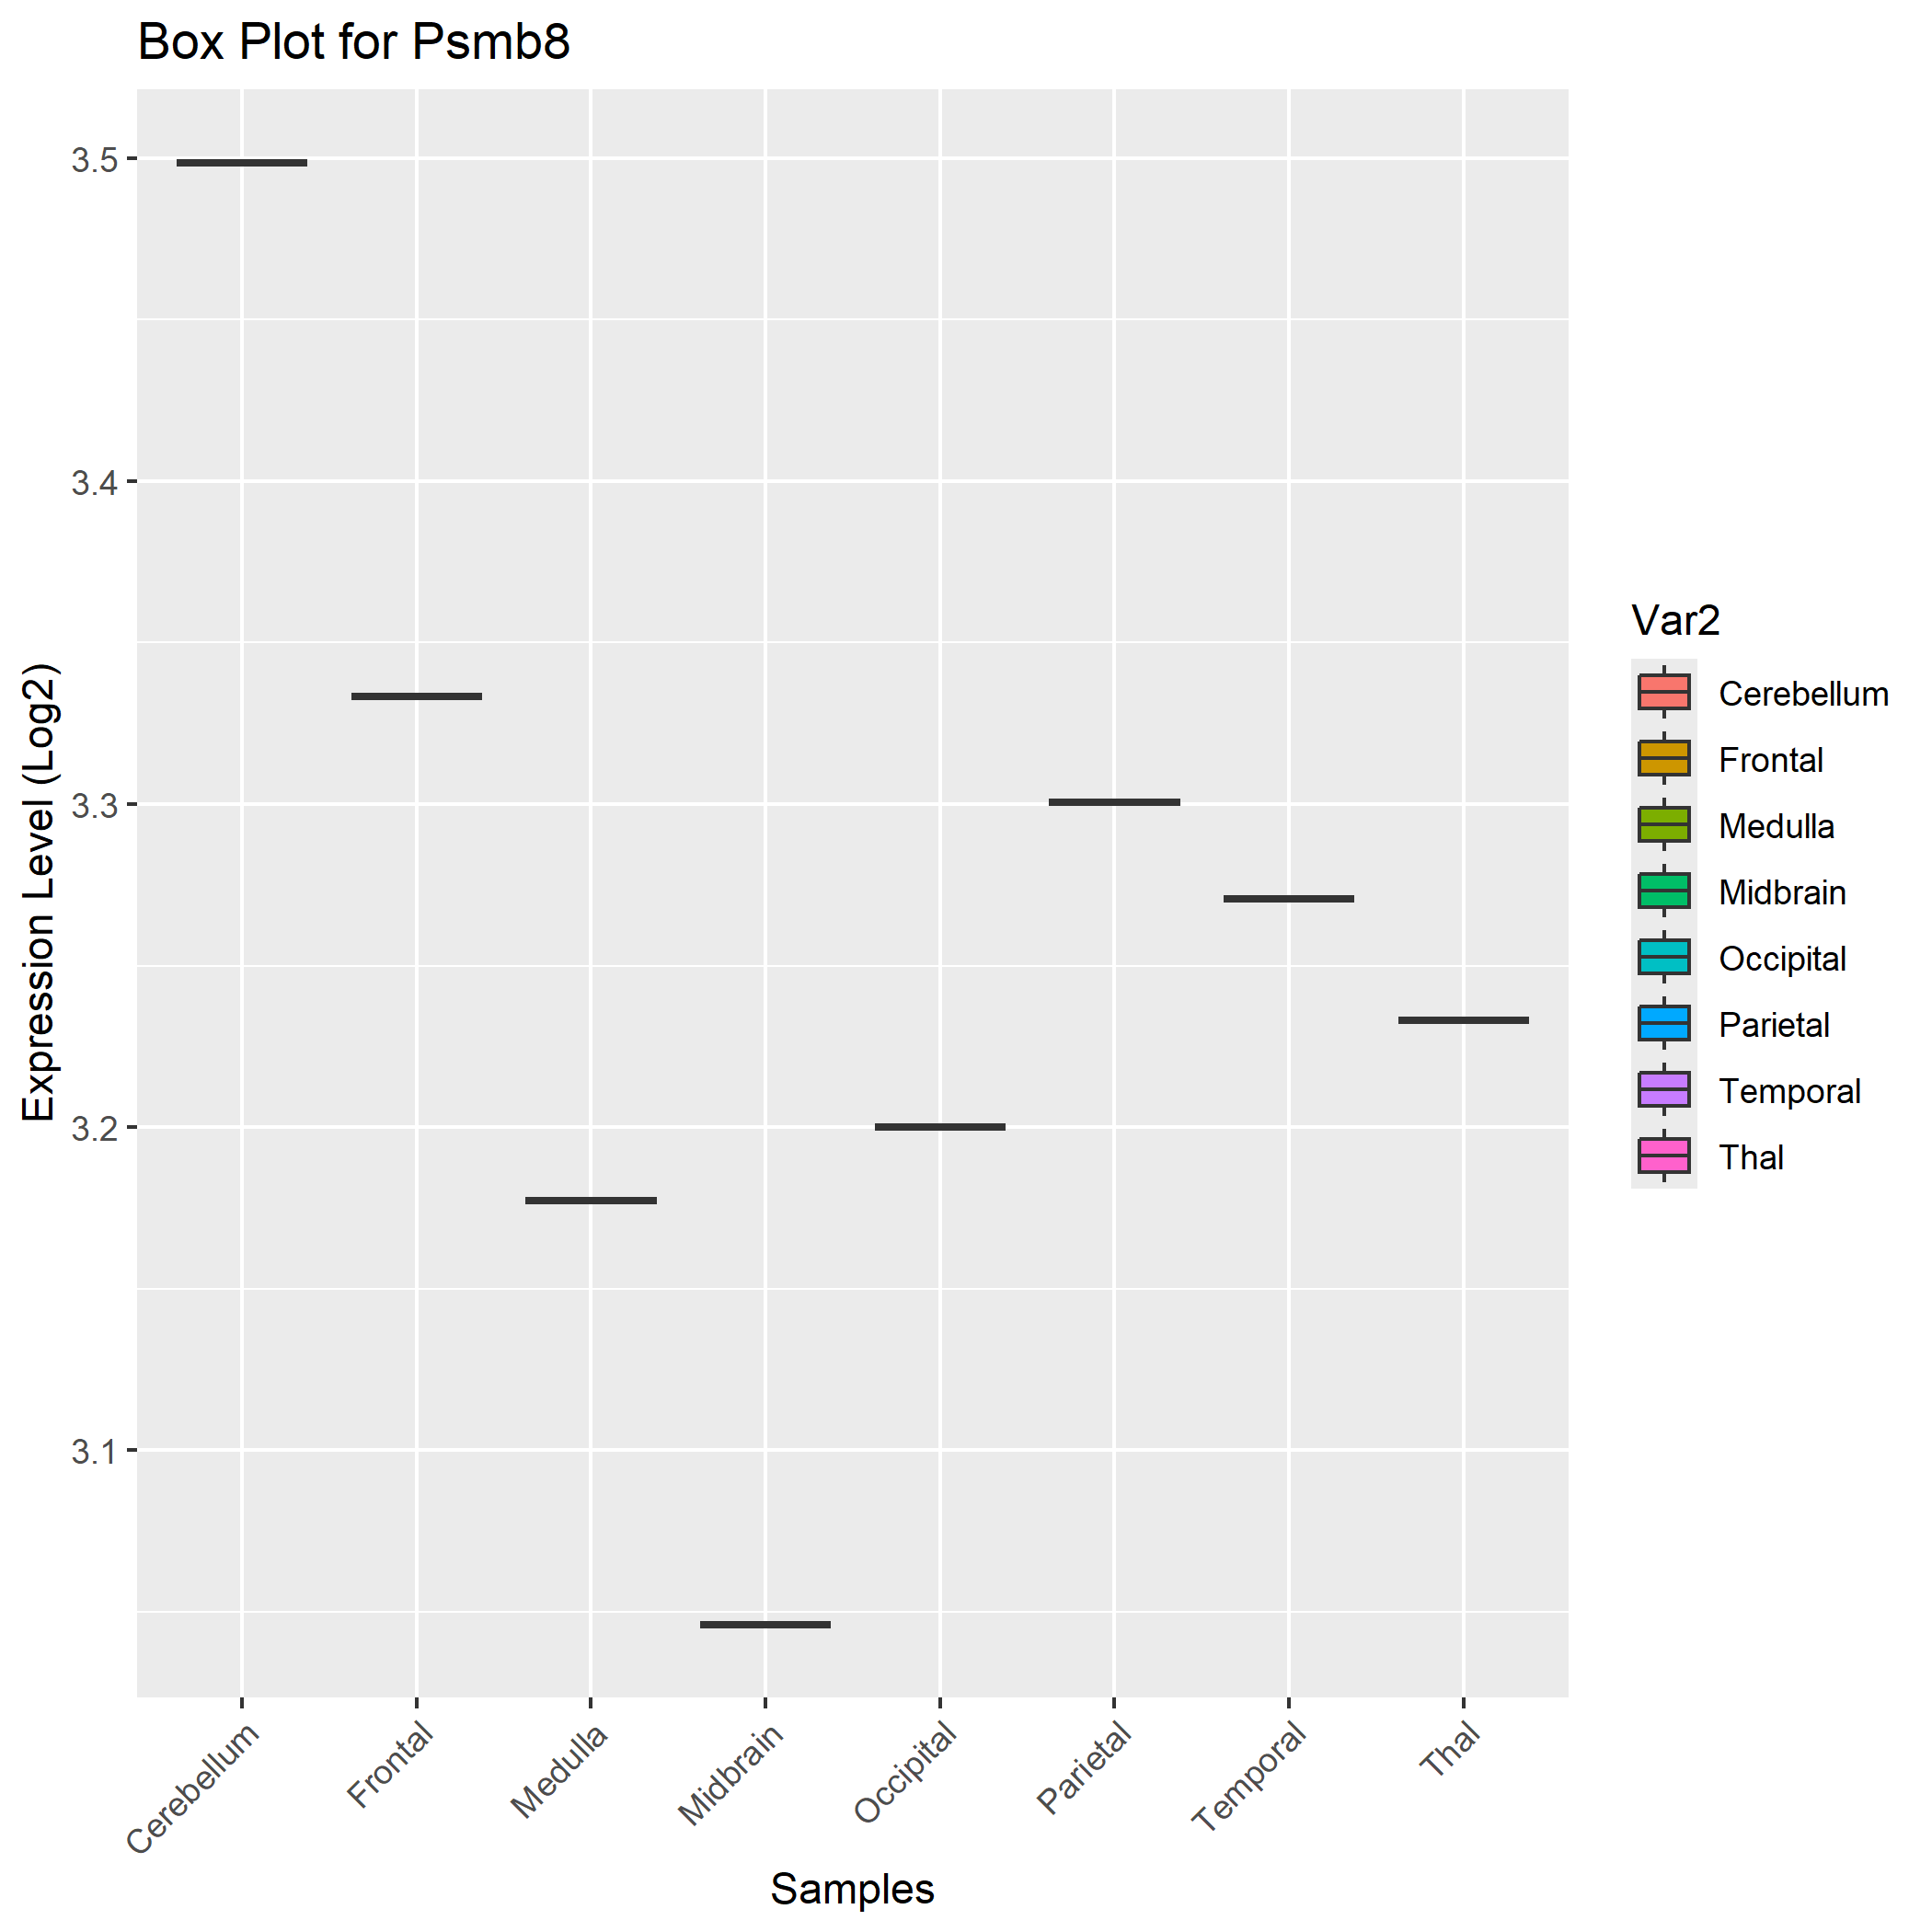 Box Plot for Psmb8
Expression Level (Log2)
3.5
3.4
3.3
3.2
3.1
Cerebellum
Frontal
Medulla
Midbrain
Occipital
Parietal
Temporal
Thal
Samples
Var2
Cerebellum
Frontal
Medulla
Midbrain
Occipital
Parietal
Temporal
Thal